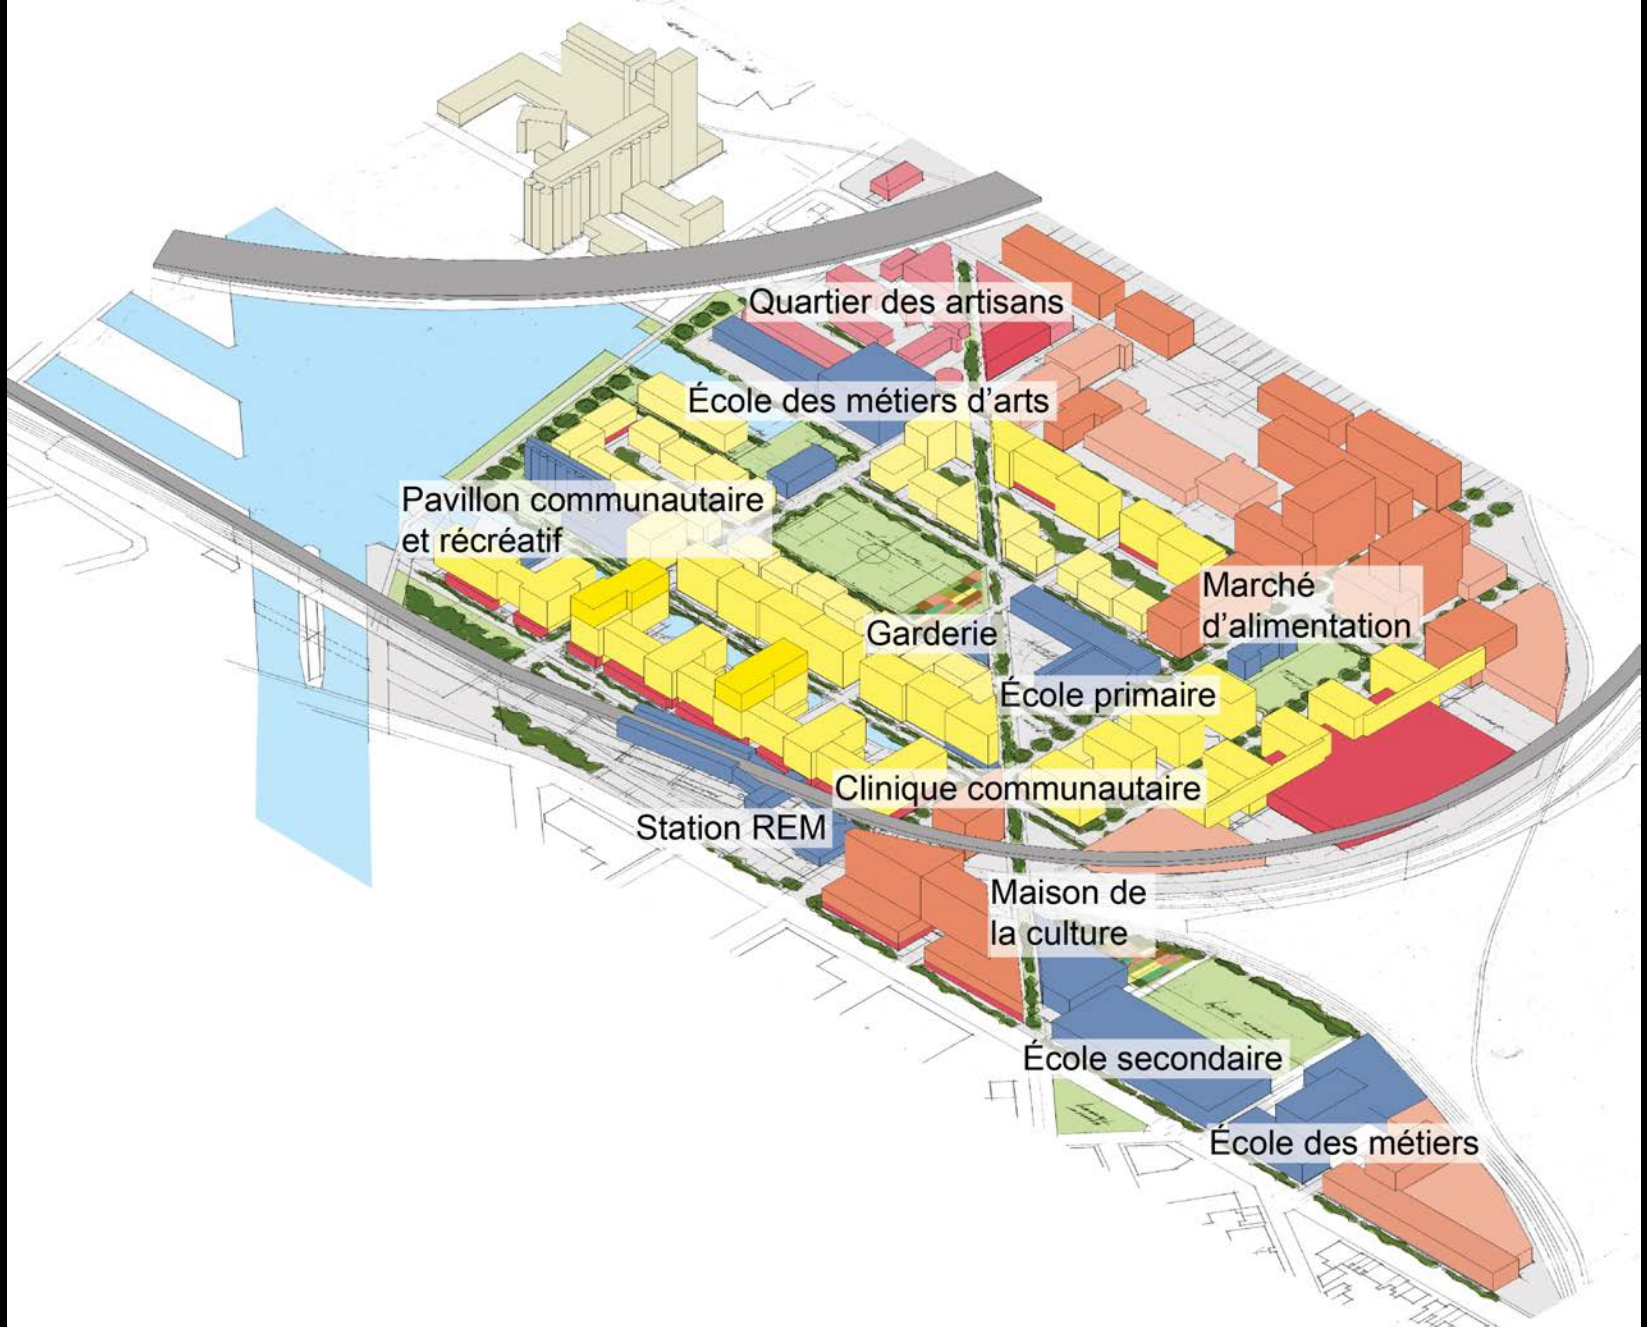 Quartier des artisans
École des métiers d'arts
Pavillon communautaire
et récréatif
Marché
d'alimentation
Garderie
École primaire
Clinique communautaire
Station REM
Maison de
la culture
École secondaire
École des métiers